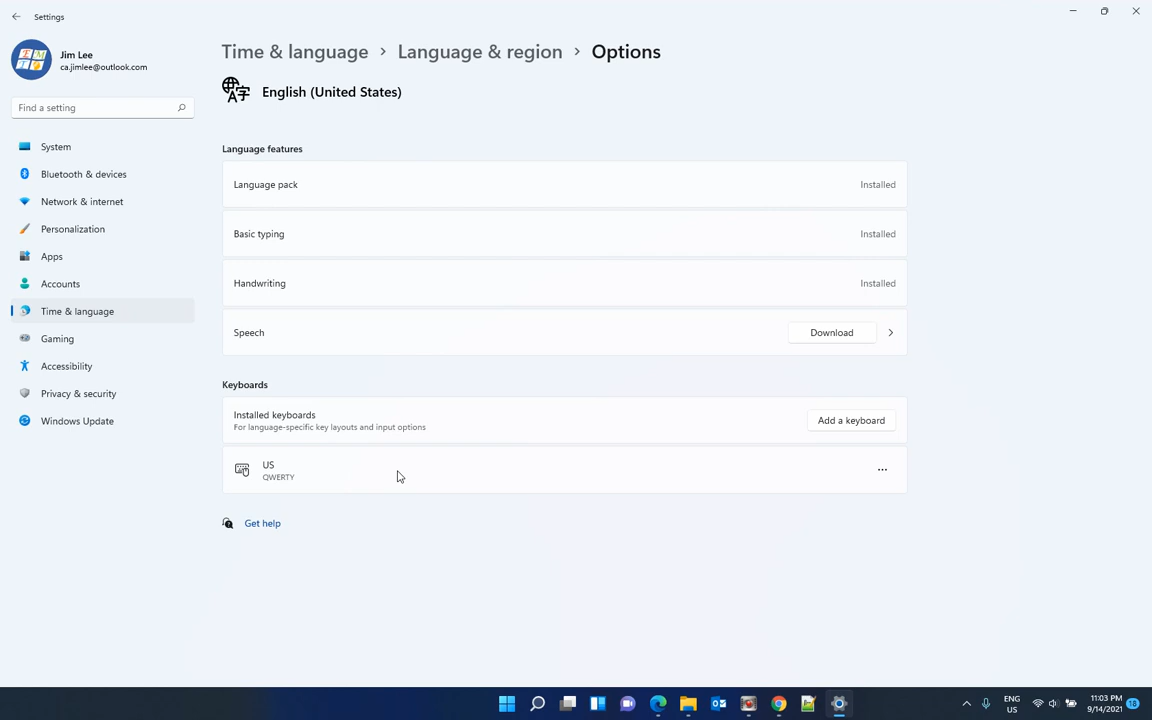 Settings
Jim Lee
ca.jimlee@outlook.com
Find a setting
System
Bluetooth & devices
Network & internet
Personalization
Apps
Accounts
Time & language
Gaming
Accessibility
Privacy & security
Windows Update
Time & language > Language & region > Options
English (United States)
Language features
Language pack Installed
Basic typing Installed
Handwriting Installed
Speech Download
Keyboards
Installed keyboards
For language-specific key layouts and input options
Add a keyboard
US
QWERTY
Get help
ENG
US
11:03 PM
9/14/2021
18